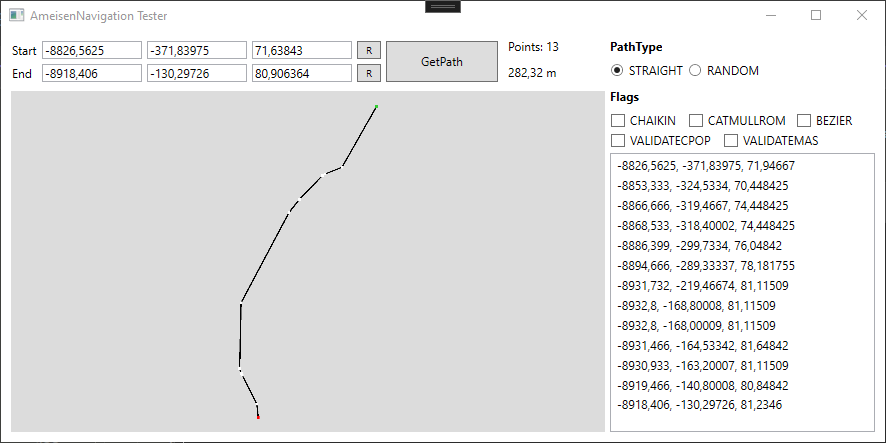 AmeisenNavigation Tester
Start -8826,5625 -371,83975 71,63843 R
End -8918,406 -130,29726 80,906364 R
GetPath
Points: 13
282,32 m
PathType
STRAIGHT RANDOM
Flags
CHAIKIN CATMULLROM BEZIER
VALIDATECPOP VALIDATEMAS
-8826,5625, -371,83975, 71,94667
-8853,333, -324,5334, 70,448425
-8866,666, -319,4667, 74,448425
-8868,533, -318,40002, 74,448425
-8886,399, -299,7334, 76,04842
-8894,666, -289,33337, 78,181755
-8931,732, -219,46674, 81,11509
-8932,8, -168,80008, 81,11509
-8932,8, -168,00009, 81,11509
-8931,466, -164,53342, 81,64842
-8930,933, -163,20007, 81,11509
-8919,466, -140,80008, 80,84842
-8918,406, -130,29726, 81,2346